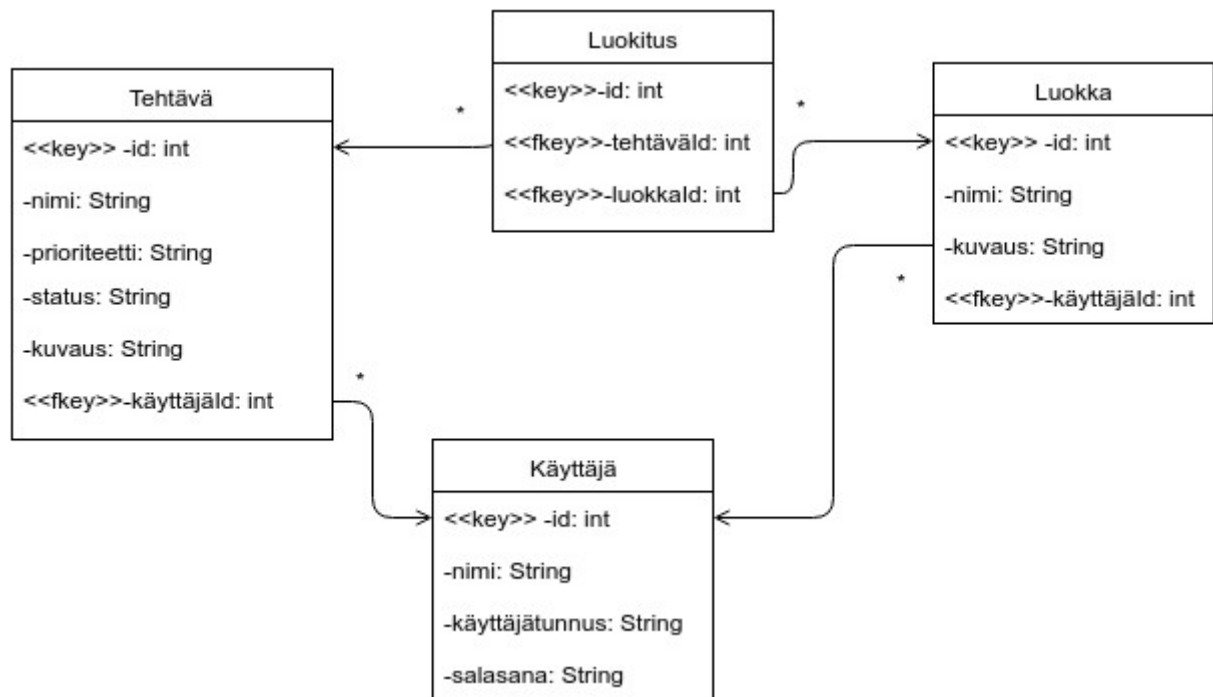 Tehtävä
<<key>> -id: int
-nimi: String
-prioriteetti: String
-status: String
-kuvaus: String
<<fkey>>-käyttäjäId: int
*
Luokitus
<<key>>-id: int
<<fkey>>-tehtäväId: int
<<fkey>>-luokkaId: int
*
*
Luokka
<<key>> -id: int
-nimi: String
-kuvaus: String
<<fkey>>-käyttäjäId: int
*
Käyttäjä
<<key>> -id: int
-nimi: String
-käyttäjätunnus: String
-salasana: String